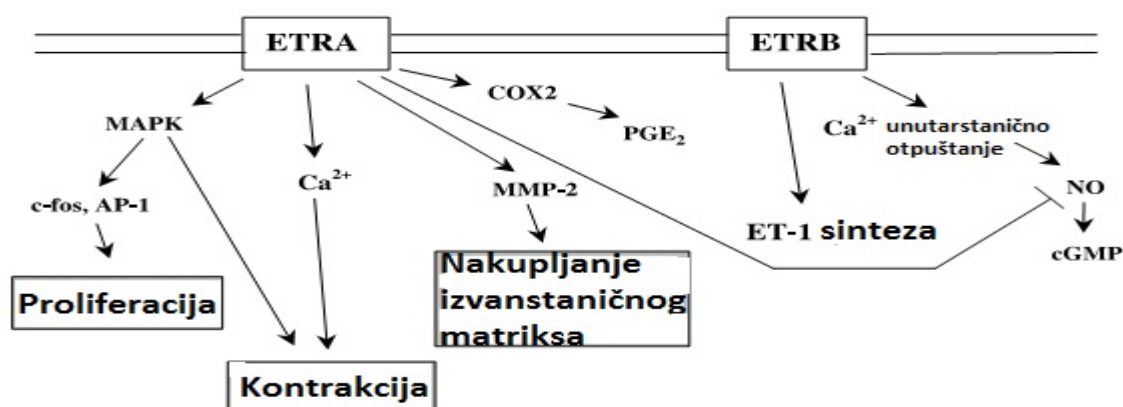 ETRA
ETRB
COX2
PGE₂
MAPK
Ca²⁺ unutarstanično
otpuštanje
c-fos, AP-1
Ca²⁺
MMP-2
NO
ET-1 sinteza
cGMP
Proliferacija
Nakupljanje
izvanstaničnog
matriksa
Kontrakcija